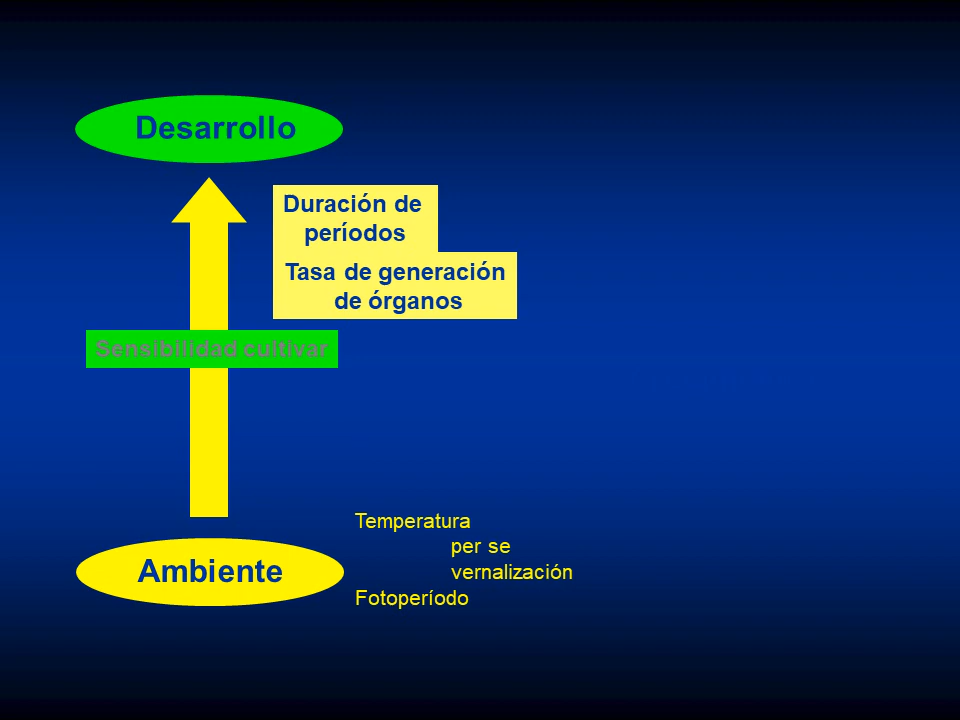 Desarrollo
Duración de
períodos
Tasa de generación
de órganos
Sensibilidad cultivar
Temperatura
per se
vernalización
Fotoperíodo
Ambiente